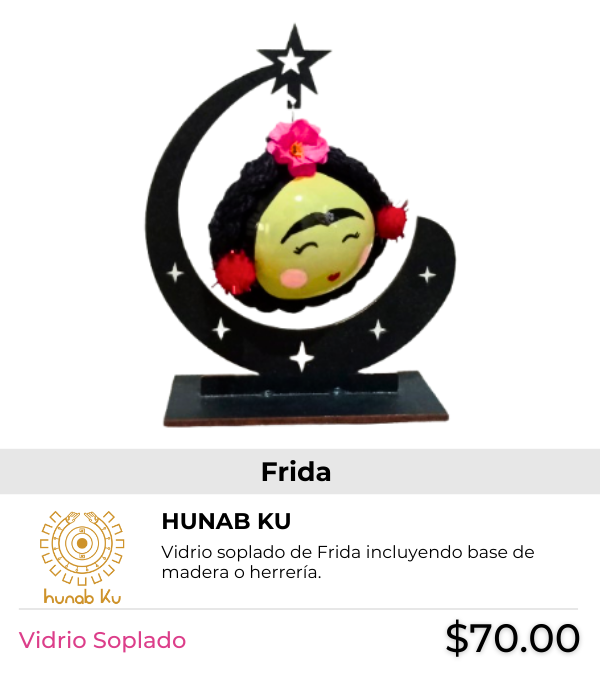 Frida
HUNAB KU
Vidrio soplado de Frida incluyendo base de
madera o herrería.
hunab Ku
Vidrio Soplado
$70.00